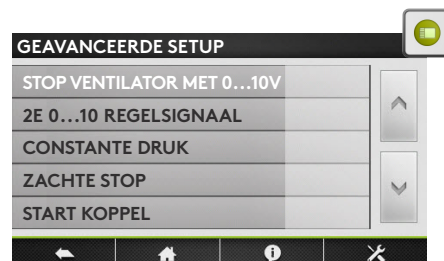 GEAVANCEERDE SETUP
STOP VENTILATOR MET 0...10V
2E 0...10 REGELSIGNAAL
CONSTANTE DRUK
ZACHTE STOP
START KOPPEL